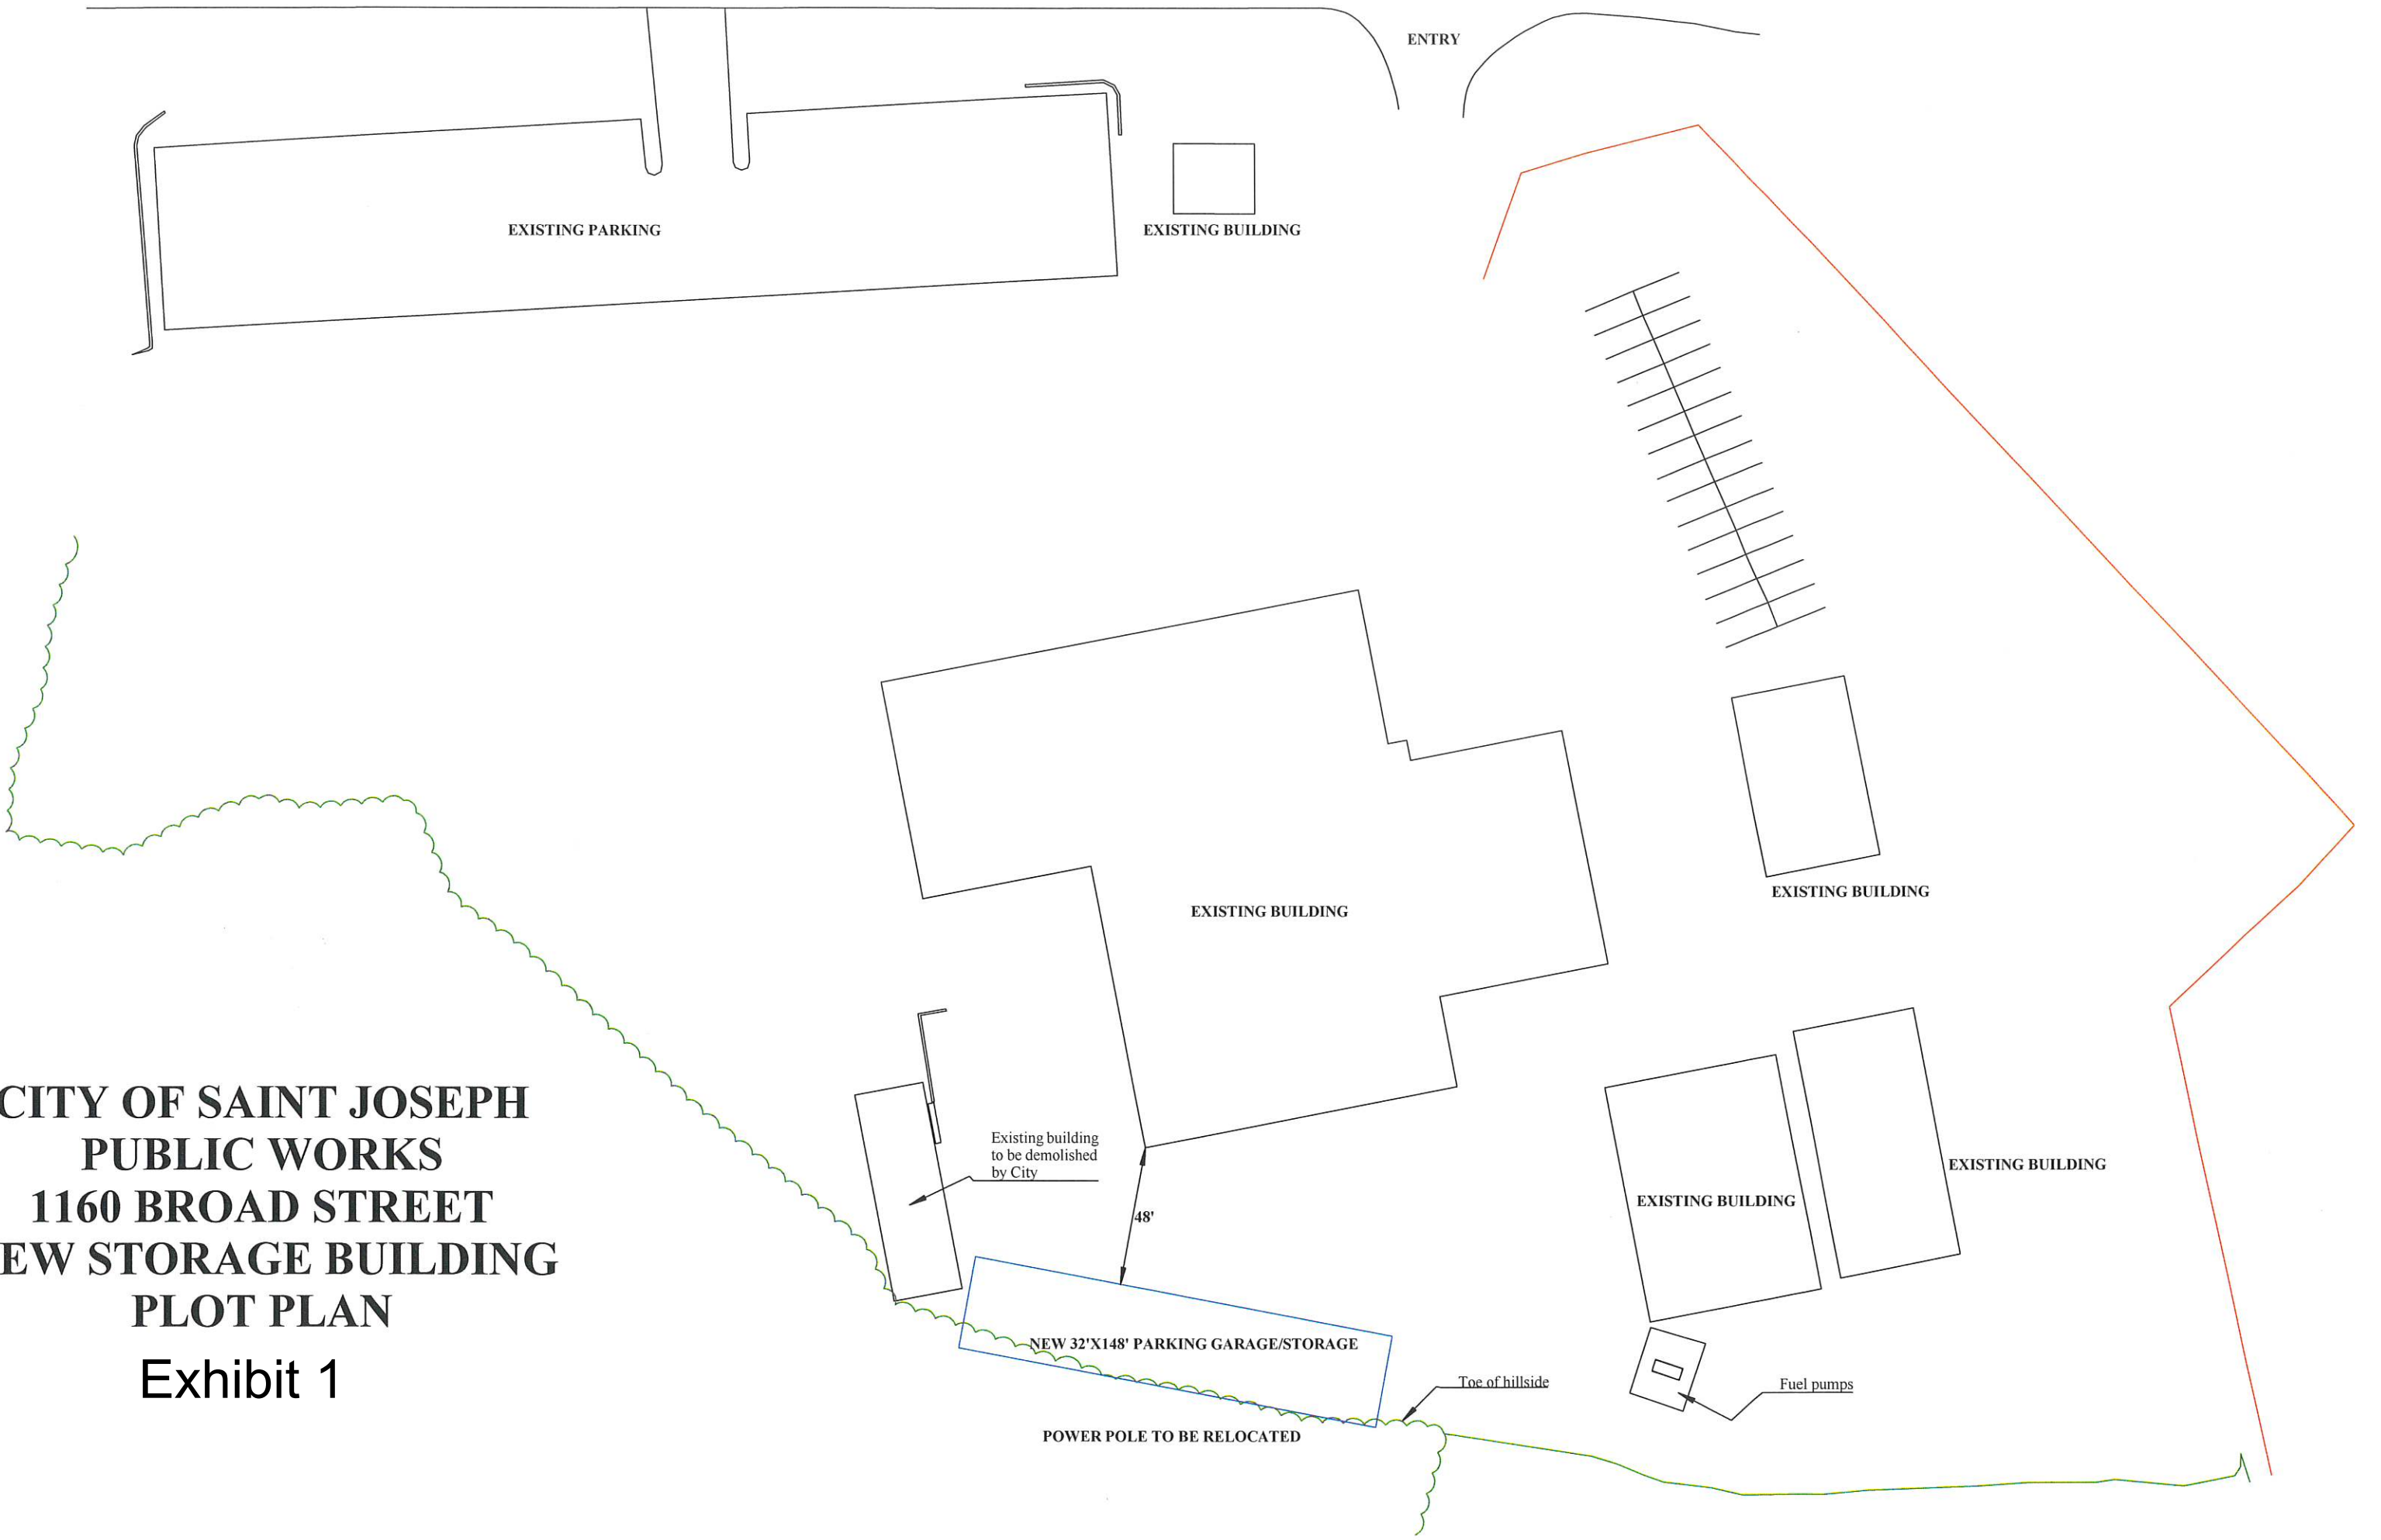 ENTRY
EXISTING PARKING
EXISTING BUILDING
EXISTING BUILDING
EXISTING BUILDING
Existing building
to be demolished
by City
48'
EXISTING BUILDING
EXISTING BUILDING
NEW 32'X148' PARKING GARAGE/STORAGE
Toe of hillside
Fuel pumps
POWER POLE TO BE RELOCATED
CITY OF SAINT JOSEPH
PUBLIC WORKS
1160 BROAD STREET
EW STORAGE BUILDING
PLOT PLAN
Exhibit 1